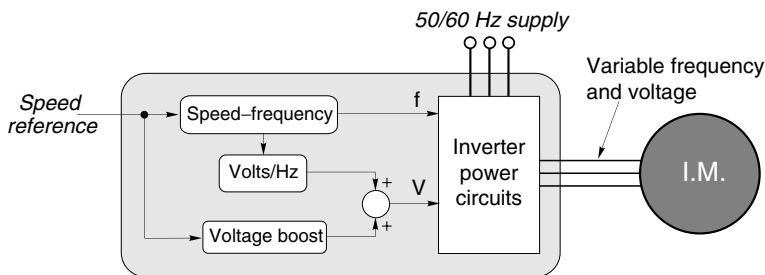 50/60 Hz supply
Variable frequency
and voltage
Speed
reference
Speed–frequency
f
Volts/Hz
Inverter
power
circuits
I.M.
+
V
+
Voltage boost